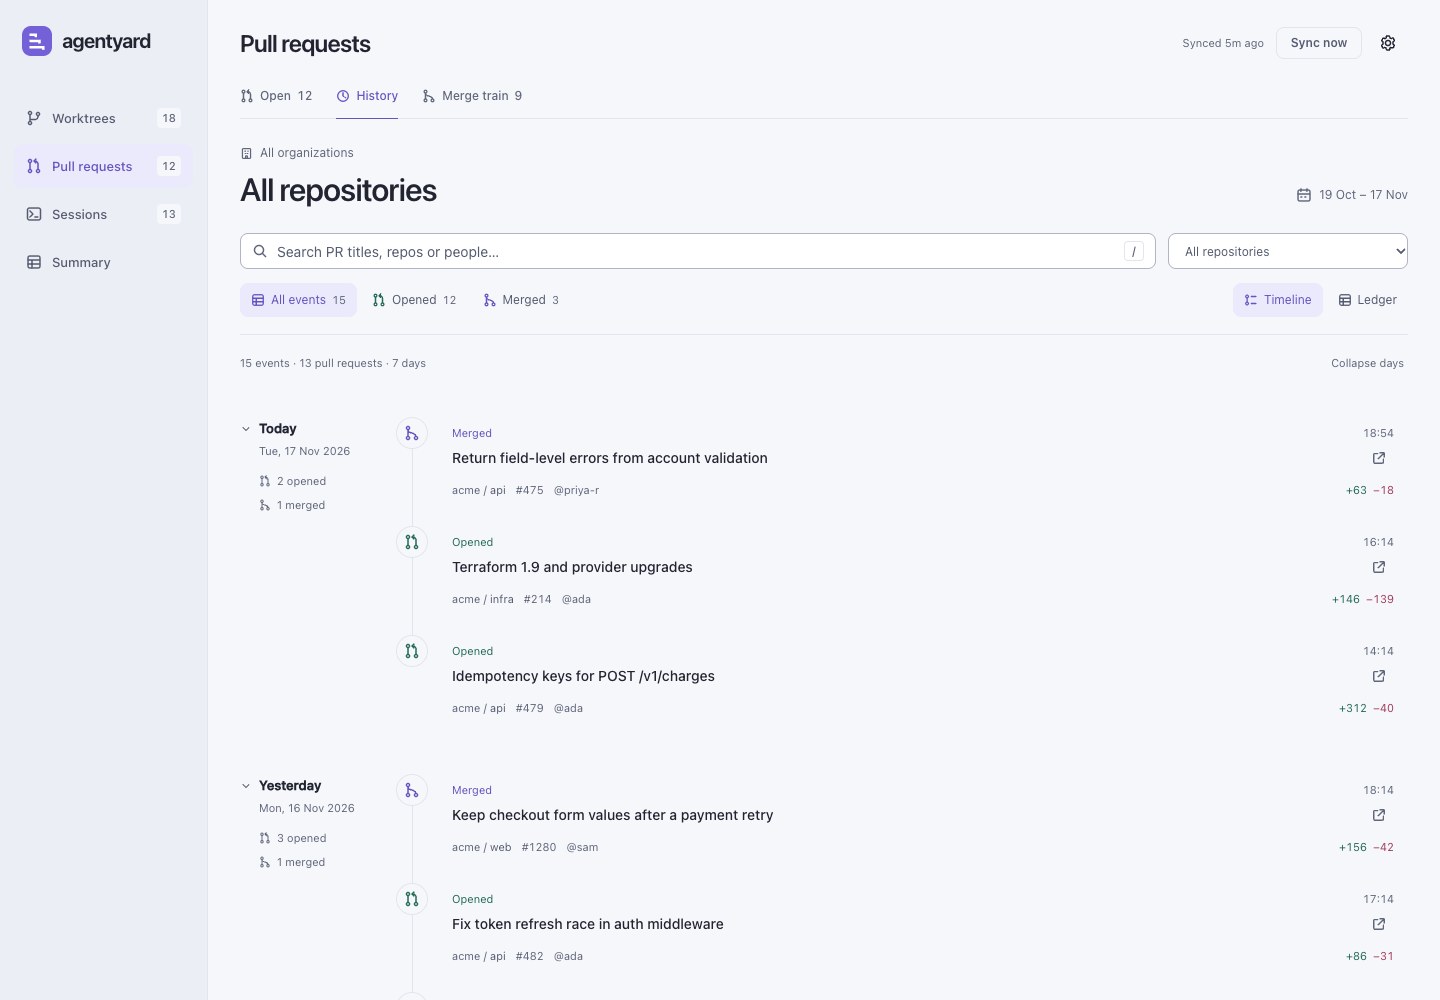 agentyard
Worktrees 18
Pull requests 12
Sessions 13
Summary
Pull requests
Synced 5m ago
Sync now
Open 12
History
Merge train 9
All organizations
All repositories
19 Oct – 17 Nov
Search PR titles, repos or people...
/
All repositories
All events 15
Opened 12
Merged 3
Timeline
Ledger
15 events · 13 pull requests · 7 days
Collapse days
Today
Tue, 17 Nov 2026
2 opened
1 merged
Merged 18:54
Return field-level errors from account validation
acme / api #475 @priya-r +63 −18
Opened 16:14
Terraform 1.9 and provider upgrades
acme / infra #214 @ada +146 −139
Opened 14:14
Idempotency keys for POST /v1/charges
acme / api #479 @ada +312 −40
Yesterday
Mon, 16 Nov 2026
3 opened
1 merged
Merged 18:14
Keep checkout form values after a payment retry
acme / web #1280 @sam +156 −42
Opened 17:14
Fix token refresh race in auth middleware
acme / api #482 @ada +86 −31